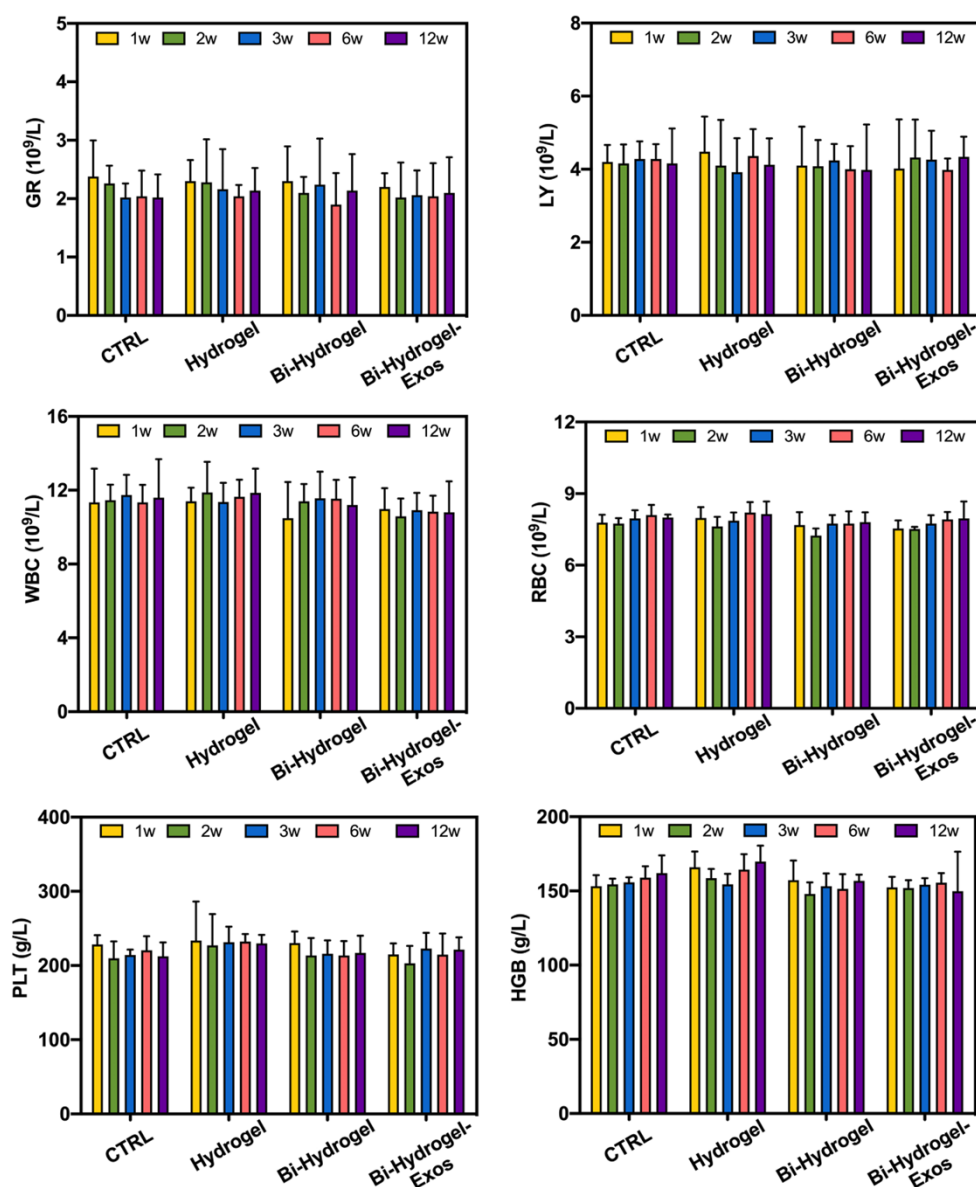 5
4
3
2
1
0
GR (10⁹/L)
1w 2w 3w 6w 12w
CTRL
Hydrogel
Bi-Hydrogel
Bi-Hydrogel-
Exos
8
6
4
2
0
LY (10⁹/L)
1w 2w 3w 6w 12w
CTRL
Hydrogel
Bi-Hydrogel
Bi-Hydrogel-
Exos
16
12
8
4
0
WBC (10⁹/L)
1w 2w 3w 6w 12w
CTRL
Hydrogel
Bi-Hydrogel
Bi-Hydrogel-
Exos
12
9
6
3
0
RBC (10⁹/L)
1w 2w 3w 6w 12w
CTRL
Hydrogel
Bi-Hydrogel
Bi-Hydrogel-
Exos
400
300
200
100
0
PLT (g/L)
1w 2w 3w 6w 12w
CTRL
Hydrogel
Bi-Hydrogel
Bi-Hydrogel-
Exos
200
150
100
50
0
HGB (g/L)
1w 2w 3w 6w 12w
CTRL
Hydrogel
Bi-Hydrogel
Bi-Hydrogel-
Exos